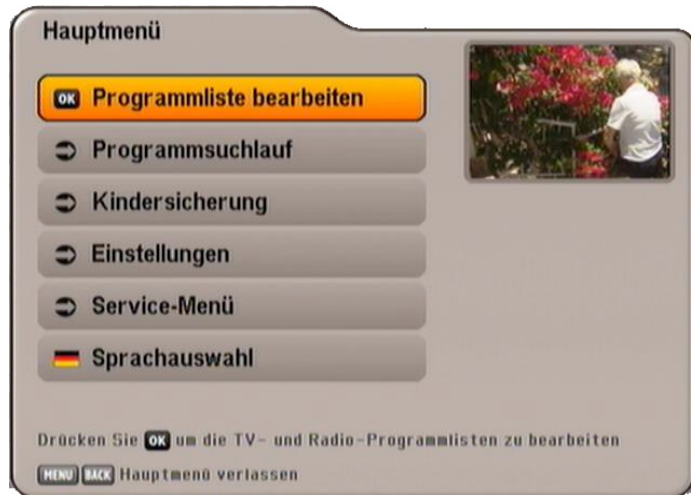 Hauptmenü
OK Programmliste bearbeiten
Programmsuchlauf
Kindersicherung
Einstellungen
Service-Menü
Sprachauswahl
Drücken Sie OK um die TV- und Radio-Programmlisten zu bearbeiten
MENU BACK Hauptmenü verlassen